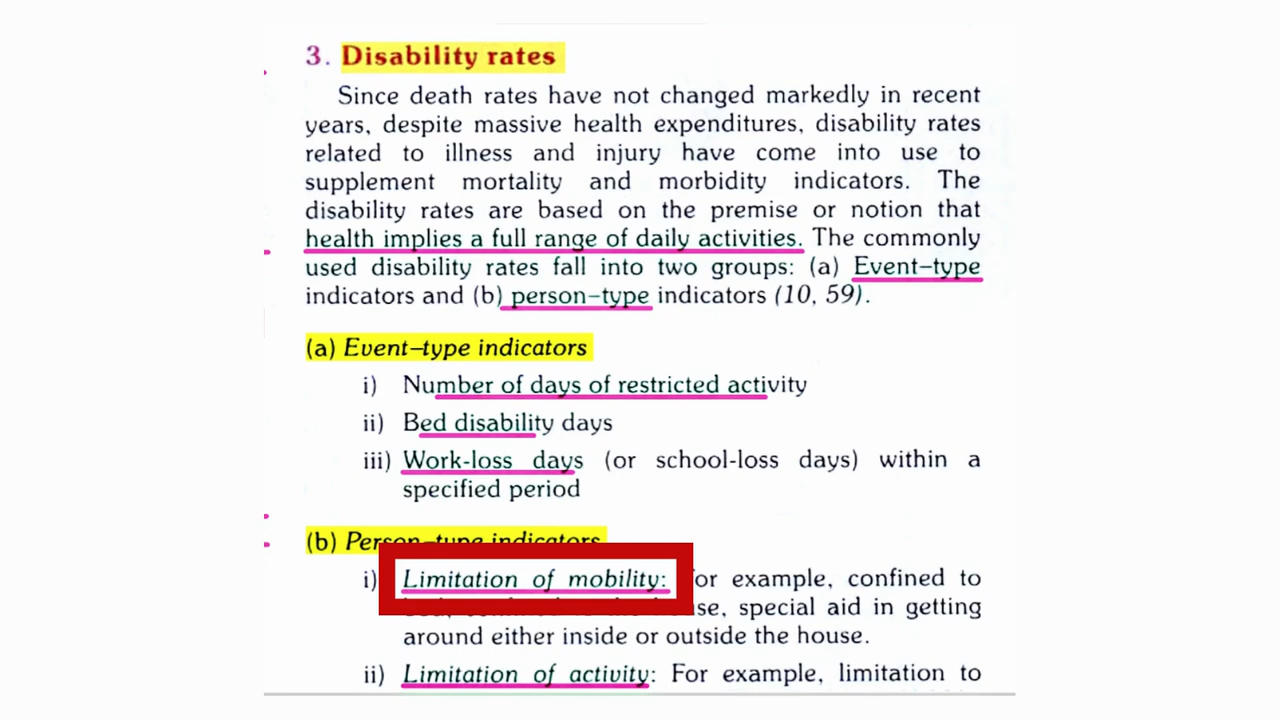 3. Disability rates
Since death rates have not changed markedly in recent
years, despite massive health expenditures, disability rates
related to illness and injury have come into use to
supplement mortality and morbidity indicators. The
disability rates are based on the premise or notion that
health implies a full range of daily activities. The commonly
used disability rates fall into two groups: (a) Event–type
indicators and (b) person–type indicators (10, 59).
(a) Event–type indicators
i) Number of days of restricted activity
ii) Bed disability days
iii) Work-loss days (or school-loss days) within a
specified period
(b) Person–type indicators
i) Limitation of mobility: For example, confined to
special aid in getting
around either inside or outside the house.
ii) Limitation of activity: For example, limitation to